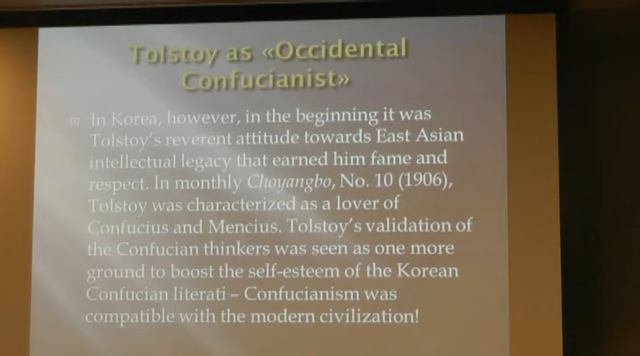 Tolstoy as «Occidental
Confucianist»
In Korea, however, in the beginning it was
Tolstoy's reverent attitude towards East Asian
intellectual legacy that earned him fame and
respect. In monthly Choyangbo, No. 10 (1906),
Tolstoy was characterized as a lover of
Confucius and Mencius. Tolstoy's validation of
the Confucian thinkers was seen as one more
ground to boost the self-esteem of the Korean
Confucian literati – Confucianism was
compatible with the modern civilization!